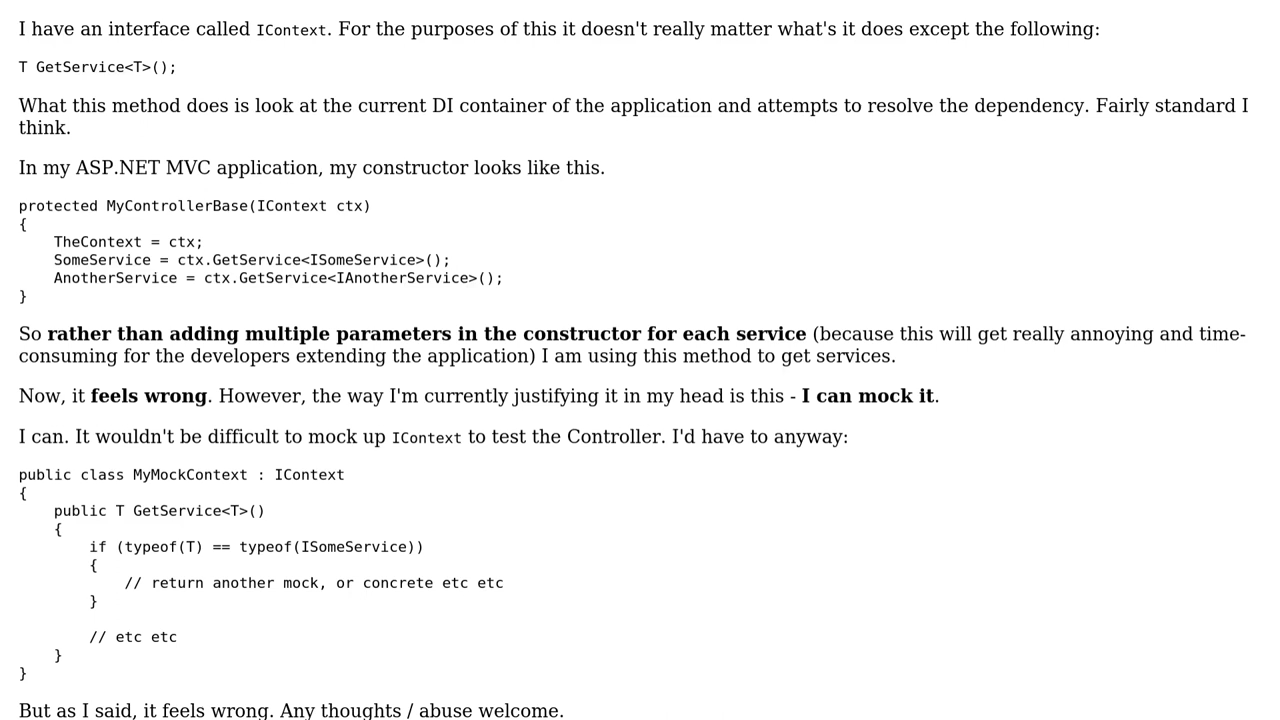 I have an interface called IContext. For the purposes of this it doesn't really matter what's it does except the following:
T GetService<T>();
What this method does is look at the current DI container of the application and attempts to resolve the dependency. Fairly standard I
think.
In my ASP.NET MVC application, my constructor looks like this.
protected MyControllerBase(IContext ctx)
{
    TheContext = ctx;
    SomeService = ctx.GetService<ISomeService>();
    AnotherService = ctx.GetService<IAnotherService>();
}
So rather than adding multiple parameters in the constructor for each service (because this will get really annoying and time-
consuming for the developers extending the application) I am using this method to get services.
Now, it feels wrong. However, the way I'm currently justifying it in my head is this - I can mock it.
I can. It wouldn't be difficult to mock up IContext to test the Controller. I'd have to anyway:
public class MyMockContext : IContext
{
    public T GetService<T>()
    {
        if (typeof(T) == typeof(ISomeService))
        {
            // return another mock, or concrete etc etc
        }
        // etc etc
    }
}
But as I said, it feels wrong. Any thoughts / abuse welcome.